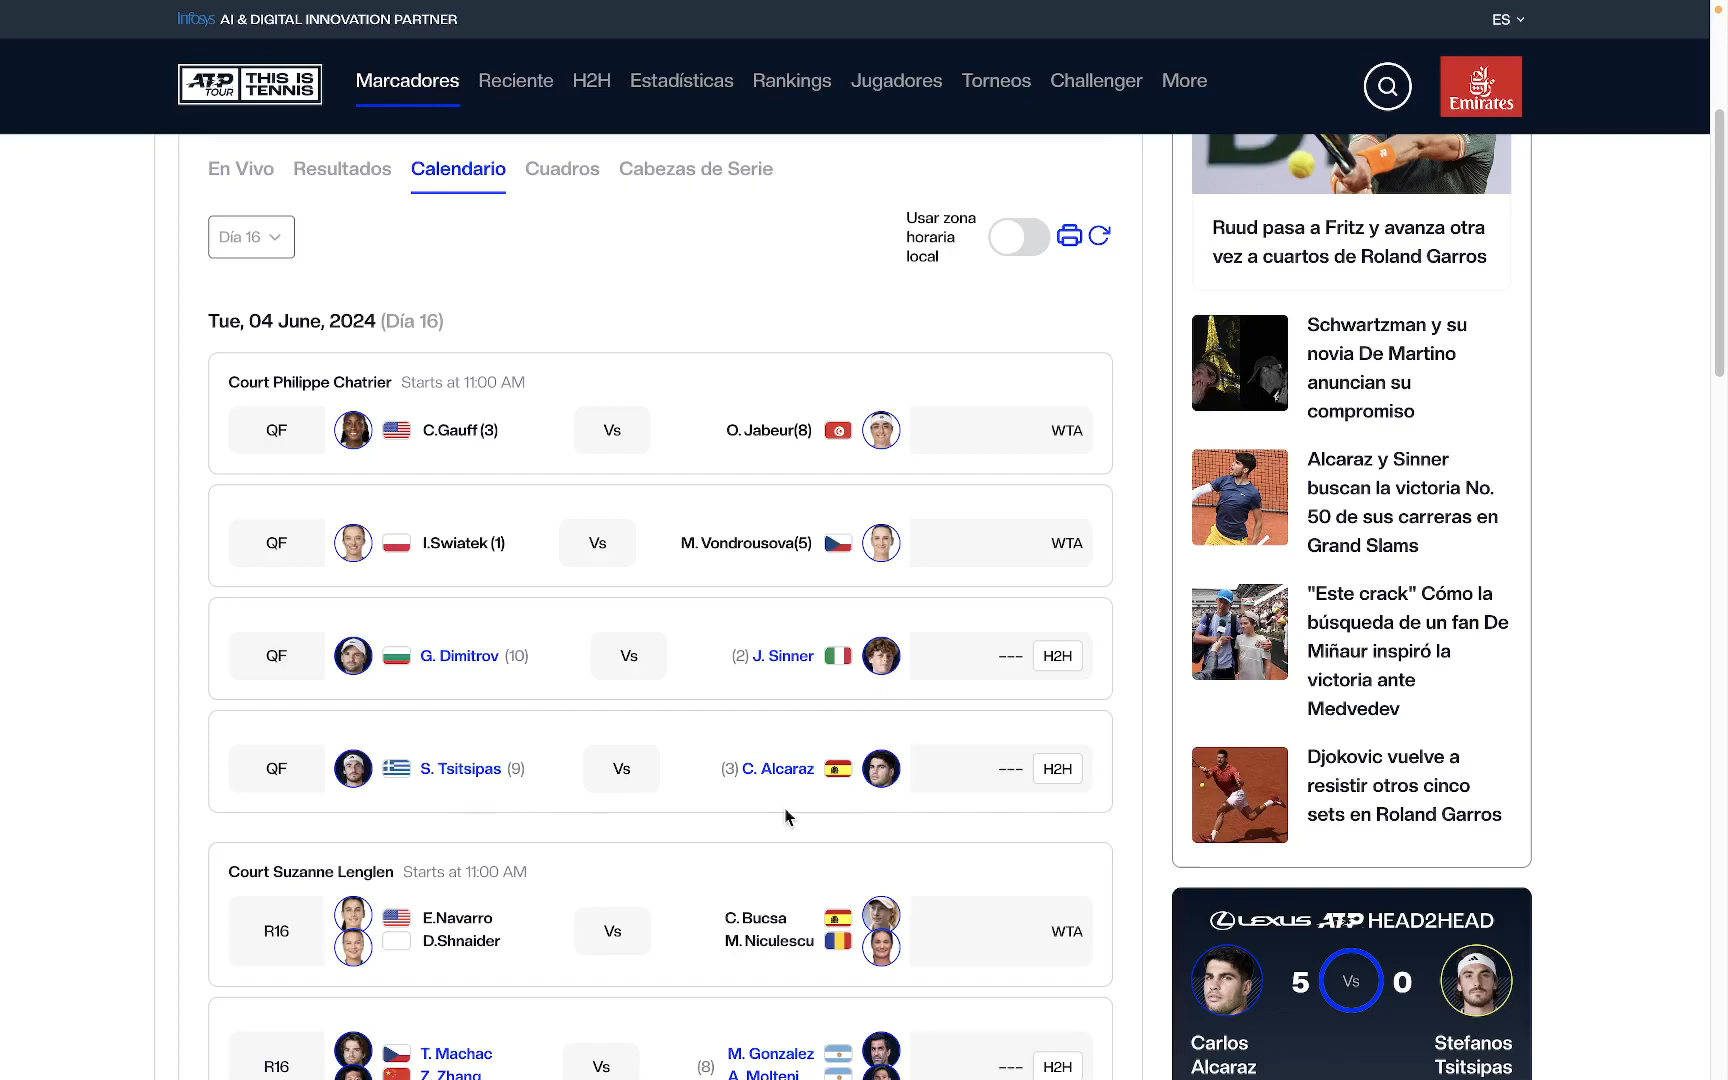 Infosys AI & DIGITAL INNOVATION PARTNER
ES
ATP TOUR THIS IS TENNIS
Marcadores Reciente H2H Estadísticas Rankings Jugadores Torneos Challenger More
Emirates
En Vivo Resultados Calendario Cuadros Cabezas de Serie
Día 16
Usar zona
horaria
local
Tue, 04 June, 2024 (Día 16)
Court Philippe Chatrier Starts at 11:00 AM
QF C.Gauff (3) Vs O. Jabeur(8) WTA
QF I.Swiatek (1) Vs M. Vondrousova(5) WTA
QF G. Dimitrov (10) Vs (2) J. Sinner --- H2H
QF S. Tsitsipas (9) Vs (3) C. Alcaraz --- H2H
Court Suzanne Lenglen Starts at 11:00 AM
R16 E.Navarro D.Shnaider Vs C. Bucsa M. Niculescu WTA
R16 T. Machac Z. Zhang Vs (8) M. Gonzalez A. Molteni --- H2H
Ruud pasa a Fritz y avanza otra
vez a cuartos de Roland Garros
Schwartzman y su
novia De Martino
anuncian su
compromiso
Alcaraz y Sinner
buscan la victoria No.
50 de sus carreras en
Grand Slams
"Este crack" Cómo la
búsqueda de un fan De
Miñaur inspiró la
victoria ante
Medvedev
Djokovic vuelve a
resistir otros cinco
sets en Roland Garros
LEXUS ATP HEAD2HEAD
5 Vs 0
Carlos
Alcaraz
Stefanos
Tsitsipas